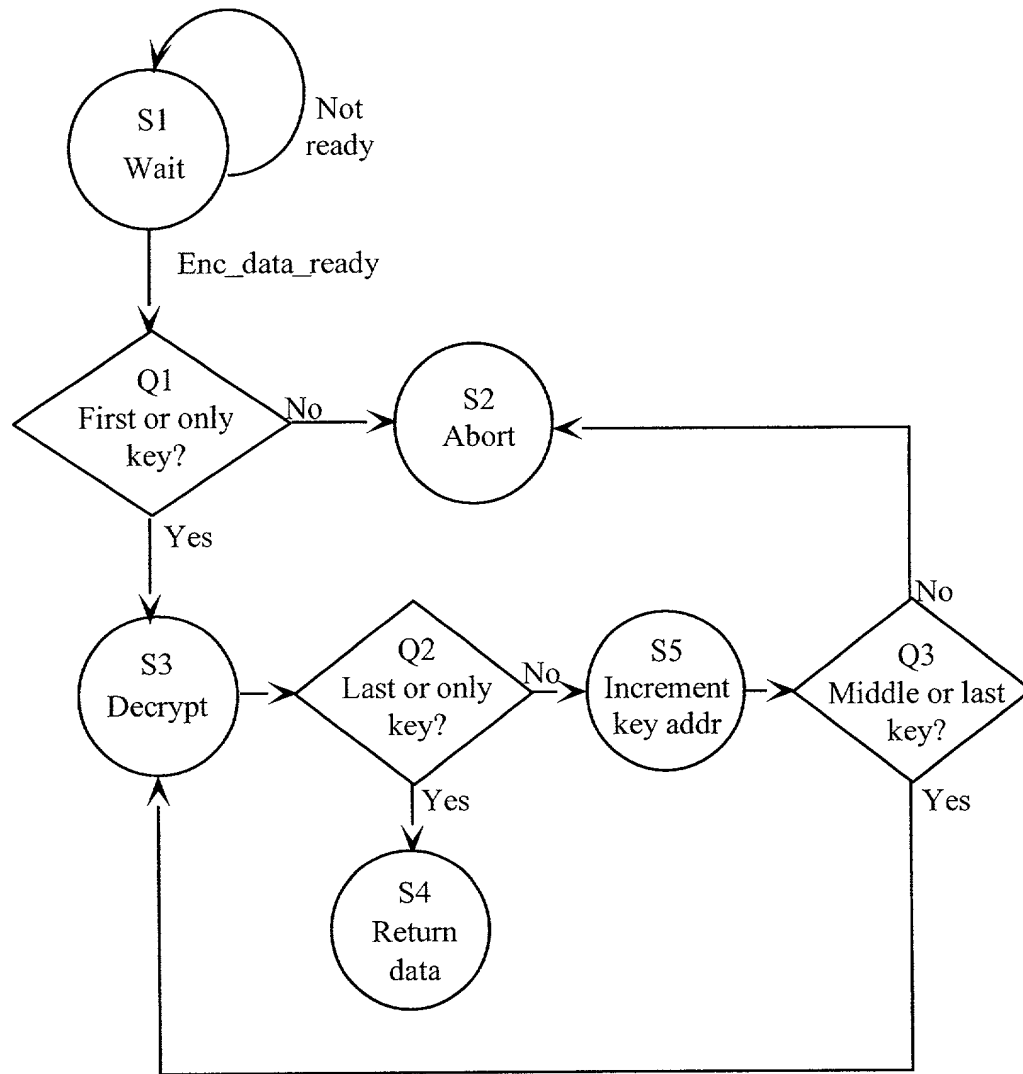 S1
Wait
Not
ready
Enc_data_ready
Q1
First or only
key?
No
S2
Abort
Yes
S3
Decrypt
Q2
Last or only
key?
No
S5
Increment
key addr
No
Q3
Middle or last
key?
Yes
Yes
S4
Return
data